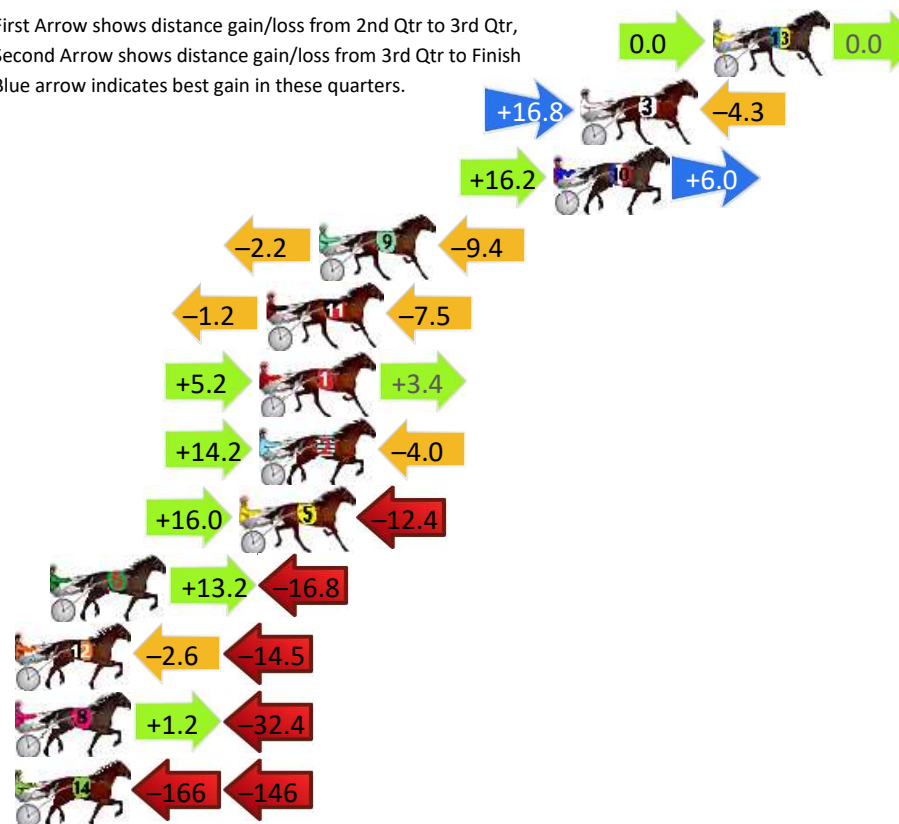 First Arrow shows distance gain/loss from 2nd Qtr to 3rd Qtr,
Second Arrow shows distance gain/loss from 3rd Qtr to Finish
Blue arrow indicates best gain in these quarters.
0.0 13 0.0
+16.8 3 –4.3
+16.2 10 +6.0
–2.2 9 –9.4
–1.2 11 –7.5
+5.2 1 +3.4
+14.2 2 –4.0
+16.0 5 –12.4
6 +13.2 –16.8
12 –2.6 –14.5
8 +1.2 –32.4
14 –166 –146